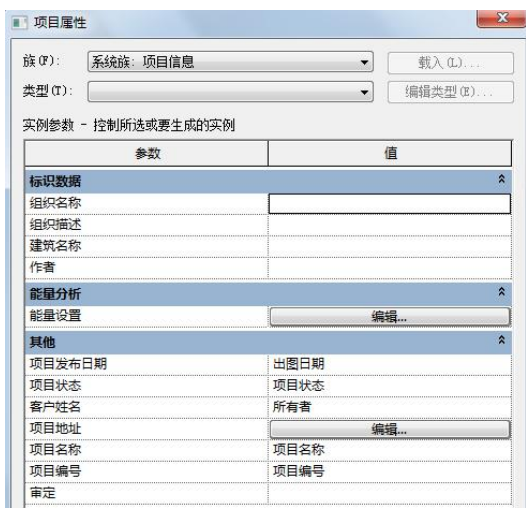 项目属性
族(F): 系统族: 项目信息 载入(L)...
类型(T): 编辑类型(E)...
实例参数 - 控制所选或要生成的实例
参数 值
标识数据
组织名称
组织描述
建筑名称
作者
能量分析
能量设置 编辑...
其他
项目发布日期 出图日期
项目状态 项目状态
客户姓名 所有者
项目地址 编辑...
项目名称 项目名称
项目编号 项目编号
审定